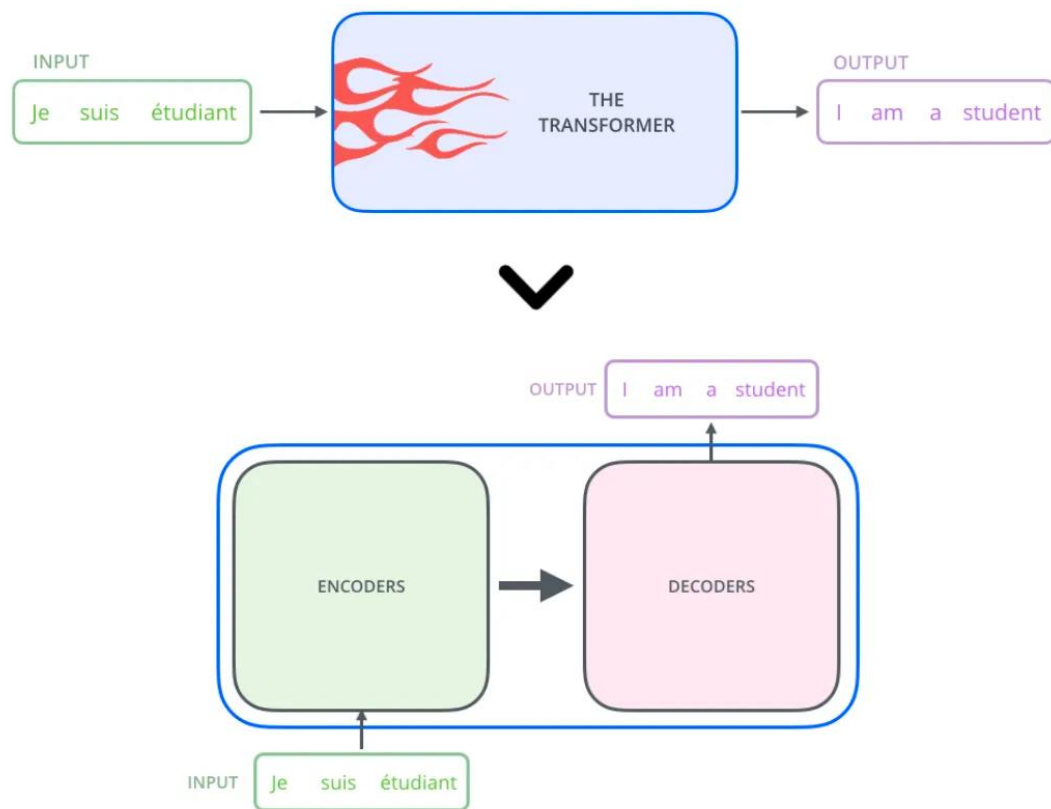 INPUT
Je suis étudiant
THE
TRANSFORMER
OUTPUT
I am a student
OUTPUT
I am a student
ENCODERS
DECODERS
INPUT
Je suis étudiant